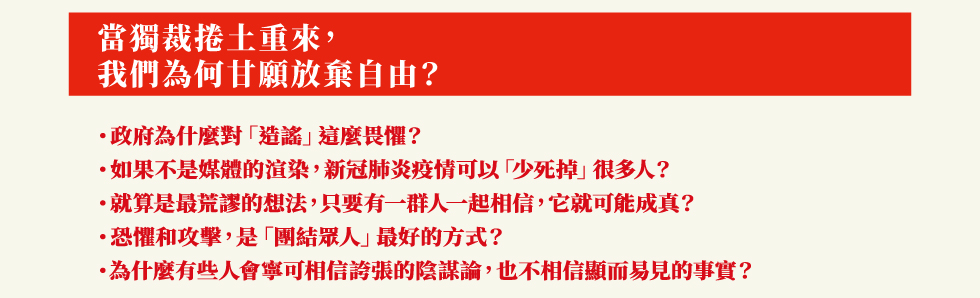 當獨裁捲土重來，
我們為何甘願放棄自由？
・政府為什麼對「造謠」這麼畏懼？
・如果不是媒體的渲染，新冠肺炎疫情可以「少死掉」很多人？
・就算是最荒謬的想法，只要有一群人一起相信，它就可能成真？
・恐懼和攻擊，是「團結眾人」最好的方式？
・為什麼有些人會寧可相信誇張的陰謀論，也不相信顯而易見的事實？